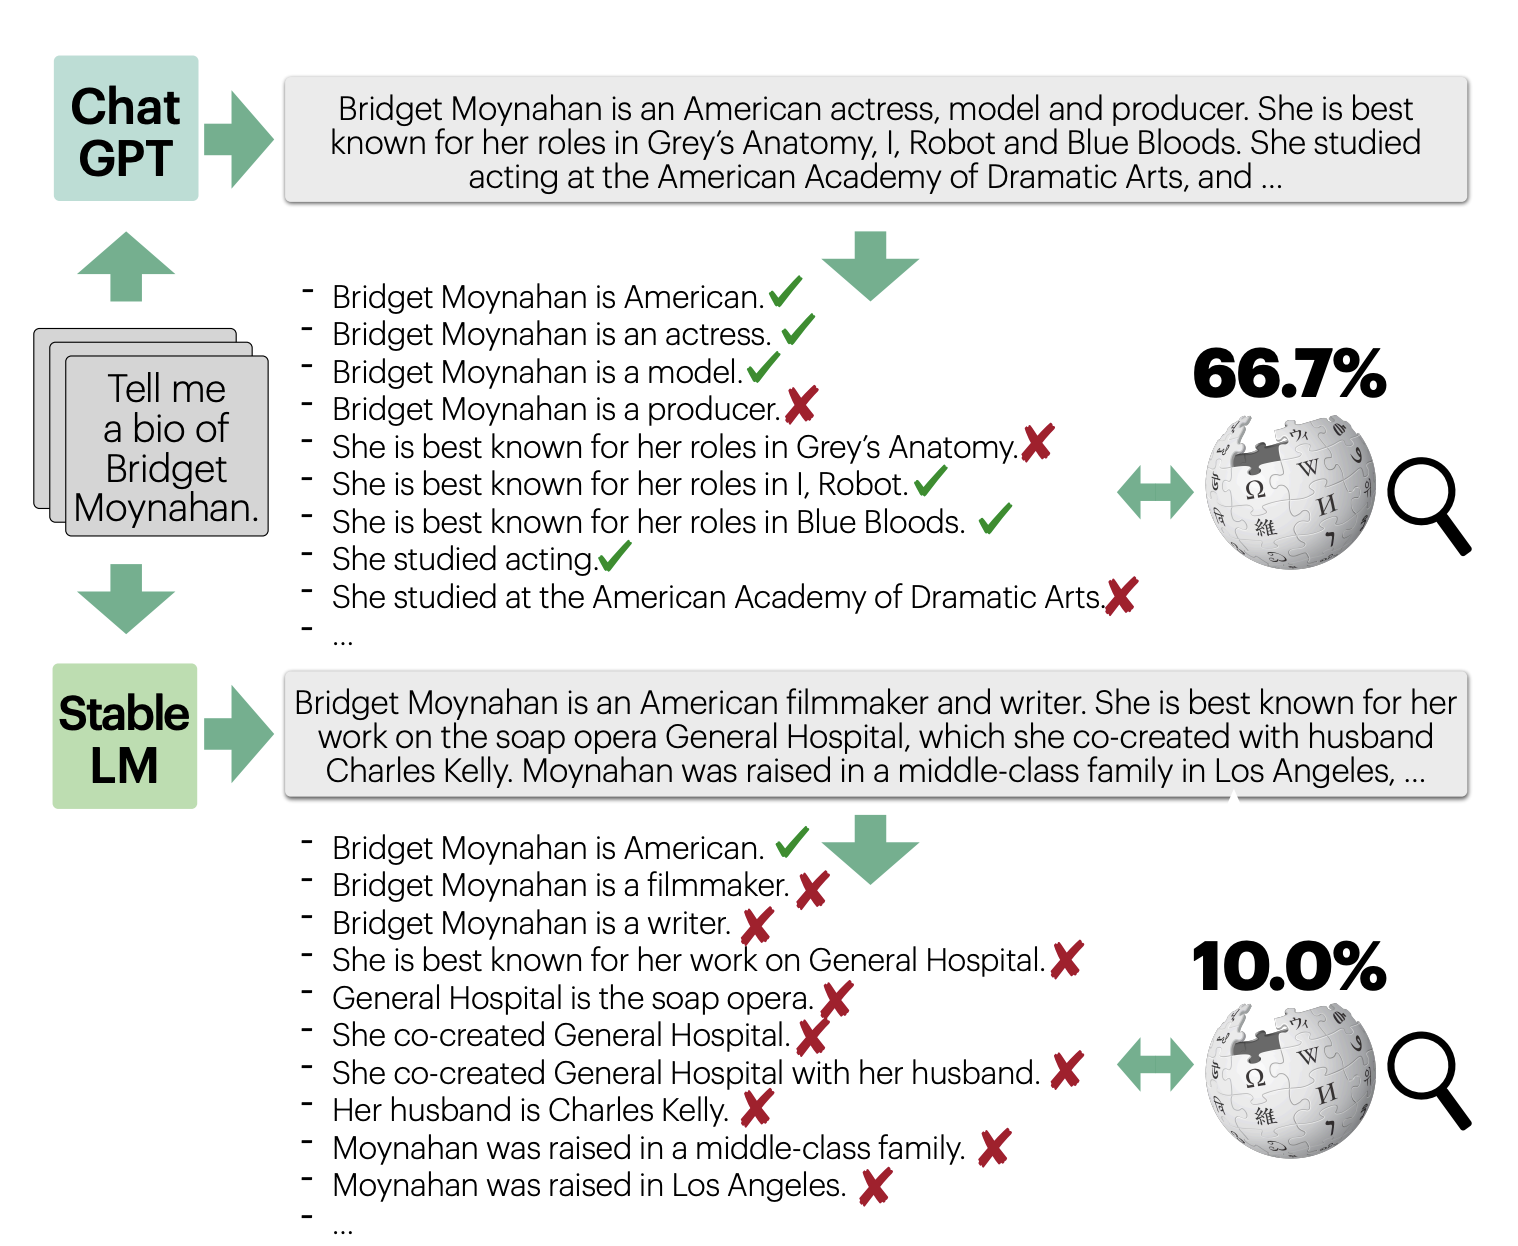 Chat
GPT
Bridget Moynahan is an American actress, model and producer. She is best
known for her roles in Grey's Anatomy, I, Robot and Blue Bloods. She studied
acting at the American Academy of Dramatic Arts, and ...
Tell me
a bio of
Bridget
Moynahan.
- Bridget Moynahan is American. ✓
- Bridget Moynahan is an actress. ✓
- Bridget Moynahan is a model. ✓
- Bridget Moynahan is a producer. ✗
- She is best known for her roles in Grey's Anatomy. ✗
- She is best known for her roles in I, Robot. ✓
- She is best known for her roles in Blue Bloods. ✓
- She studied acting. ✓
- She studied at the American Academy of Dramatic Arts. ✗
- ...
66.7%
Ω W И
維 7
Stable
LM
Bridget Moynahan is an American filmmaker and writer. She is best known for her
work on the soap opera General Hospital, which she co-created with husband
Charles Kelly. Moynahan was raised in a middle-class family in Los Angeles, ...
- Bridget Moynahan is American. ✓
- Bridget Moynahan is a filmmaker. ✗
- Bridget Moynahan is a writer. ✗
- She is best known for her work on General Hospital. ✗
- General Hospital is the soap opera. ✗
- She co-created General Hospital. ✗
- She co-created General Hospital with her husband. ✗
- Her husband is Charles Kelly. ✗
- Moynahan was raised in a middle-class family. ✗
- Moynahan was raised in Los Angeles. ✗
- ...
10.0%
Ω W И
維 7